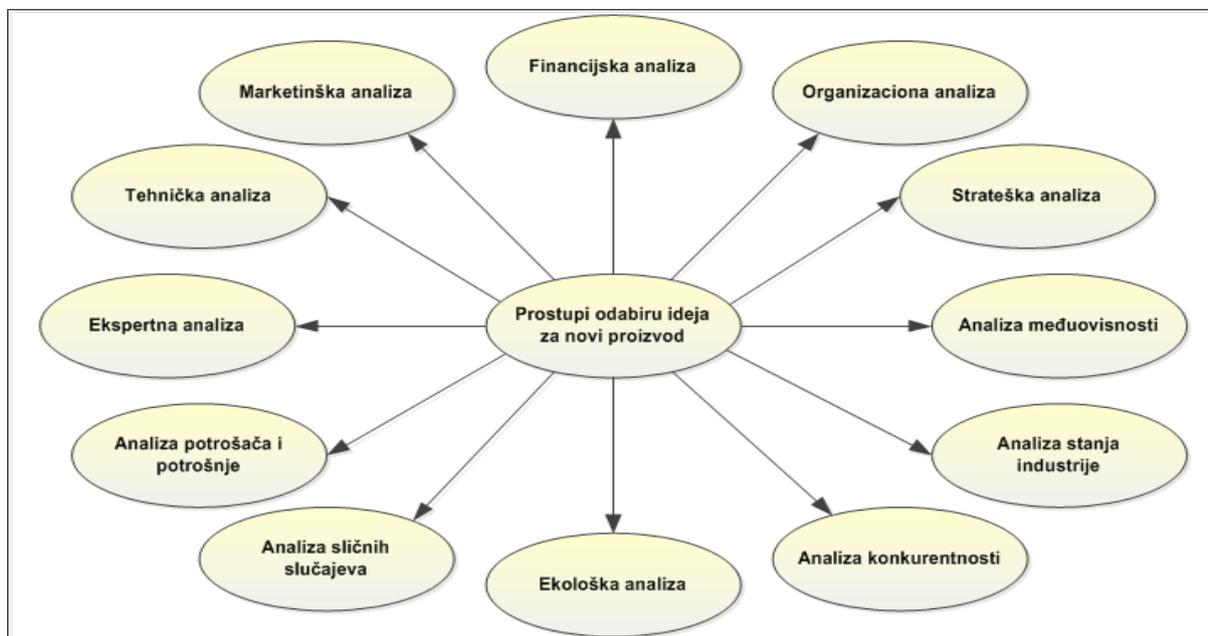 Financijska analiza
Marketinška analiza
Organizaciona analiza
Tehnička analiza
Strateška analiza
Prostupi odabiru ideja
za novi proizvod
Ekspertna analiza
Analiza međuovisnosti
Analiza potrošača i
potrošnje
Analiza stanja
industrije
Analiza sličnih
slučajeva
Ekološka analiza
Analiza konkurentnosti